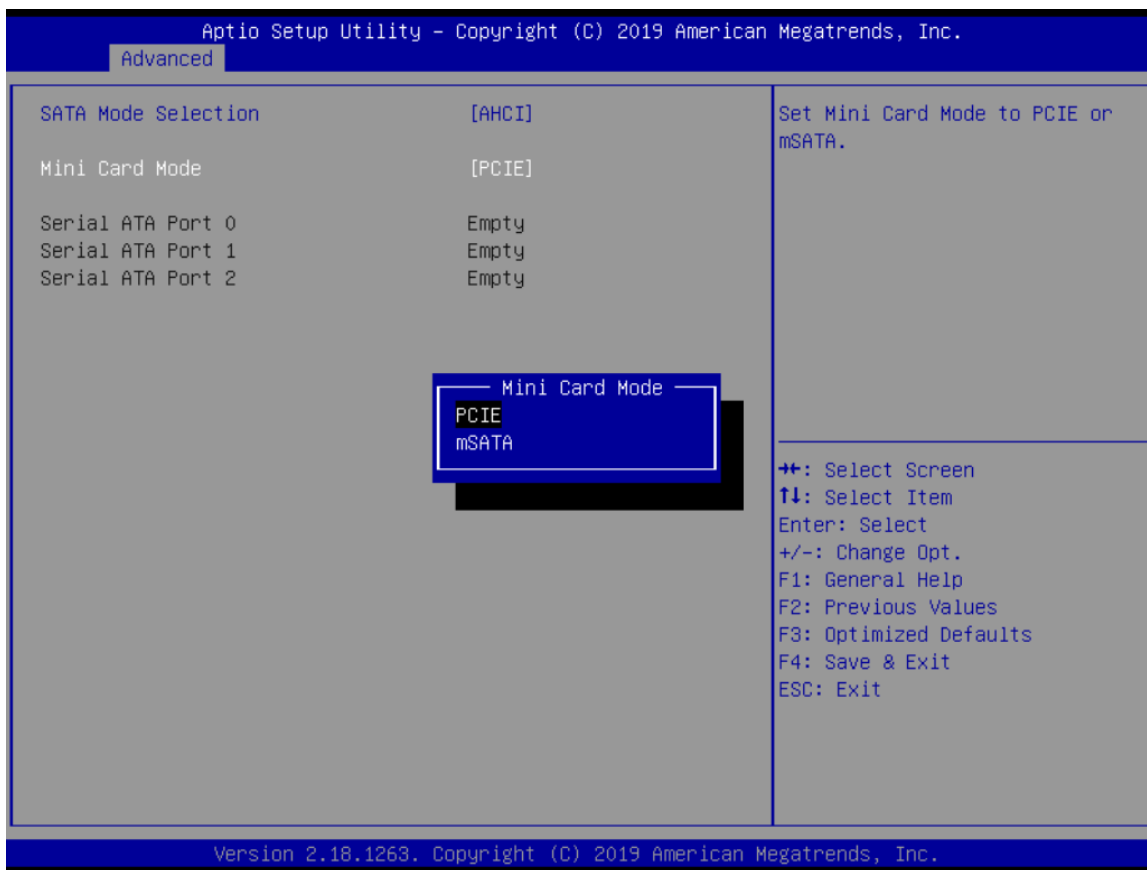 Aptio Setup Utility – Copyright (C) 2019 American Megatrends, Inc.
Advanced
SATA Mode Selection [AHCI]
Mini Card Mode [PCIE]
Serial ATA Port 0 Empty
Serial ATA Port 1 Empty
Serial ATA Port 2 Empty
Mini Card Mode
PCIE
mSATA
Set Mini Card Mode to PCIE or
mSATA.
→←: Select Screen
↑↓: Select Item
Enter: Select
+/-: Change Opt.
F1: General Help
F2: Previous Values
F3: Optimized Defaults
F4: Save & Exit
ESC: Exit
Version 2.18.1263. Copyright (C) 2019 American Megatrends, Inc.